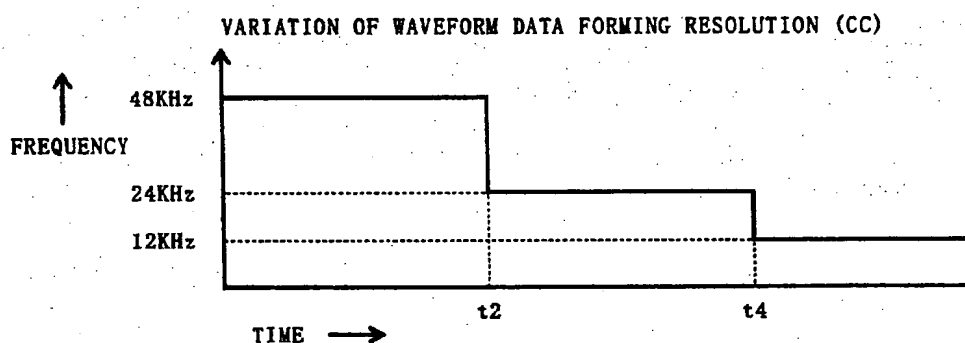 VARIATION OF WAVEFORM DATA FORMING RESOLUTION (CC)
48KHz
FREQUENCY
24KHz
12KHz
t2
t4
TIME